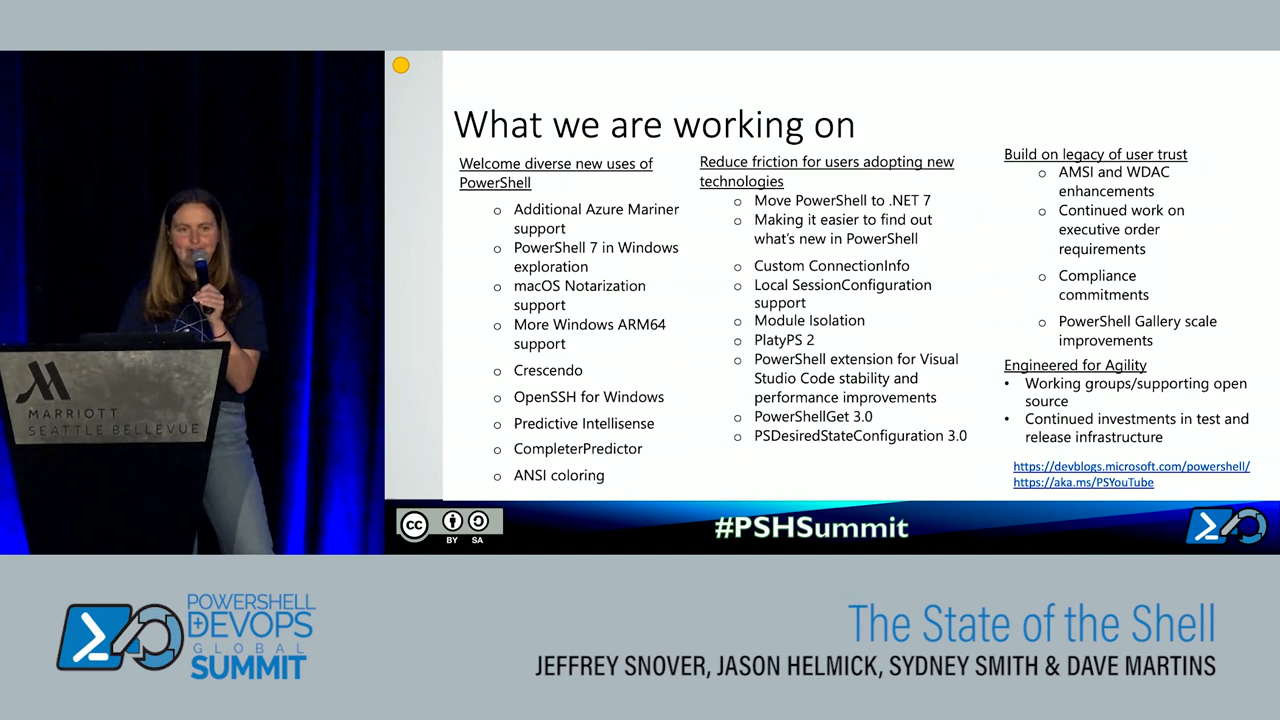 What we are working on
Welcome diverse new uses of
PowerShell
o Additional Azure Mariner
support
o PowerShell 7 in Windows
exploration
o macOS Notarization
support
o More Windows ARM64
support
o Crescendo
o OpenSSH for Windows
o Predictive Intellisense
o CompleterPredictor
o ANSI coloring
Reduce friction for users adopting new
technologies
o Move PowerShell to .NET 7
o Making it easier to find out
what's new in PowerShell
o Custom ConnectionInfo
o Local SessionConfiguration
support
o Module Isolation
o PlatyPS 2
o PowerShell extension for Visual
Studio Code stability and
performance improvements
o PowerShellGet 3.0
o PSDesiredStateConfiguration 3.0
Build on legacy of user trust
o AMSI and WDAC
enhancements
o Continued work on
executive order
requirements
o Compliance
commitments
o PowerShell Gallery scale
improvements
Engineered for Agility
• Working groups/supporting open
source
• Continued investments in test and
release infrastructure
https://devblogs.microsoft.com/powershell/
https://aka.ms/PSYouTube
MARRIOTT
SEATTLE BELLEVUE
cc
BY SA
#PSHSummit
POWERSHELL
+DEVOPS
GLOBAL
SUMMIT
The State of the Shell
JEFFREY SNOVER, JASON HELMICK, SYDNEY SMITH & DAVE MARTINS